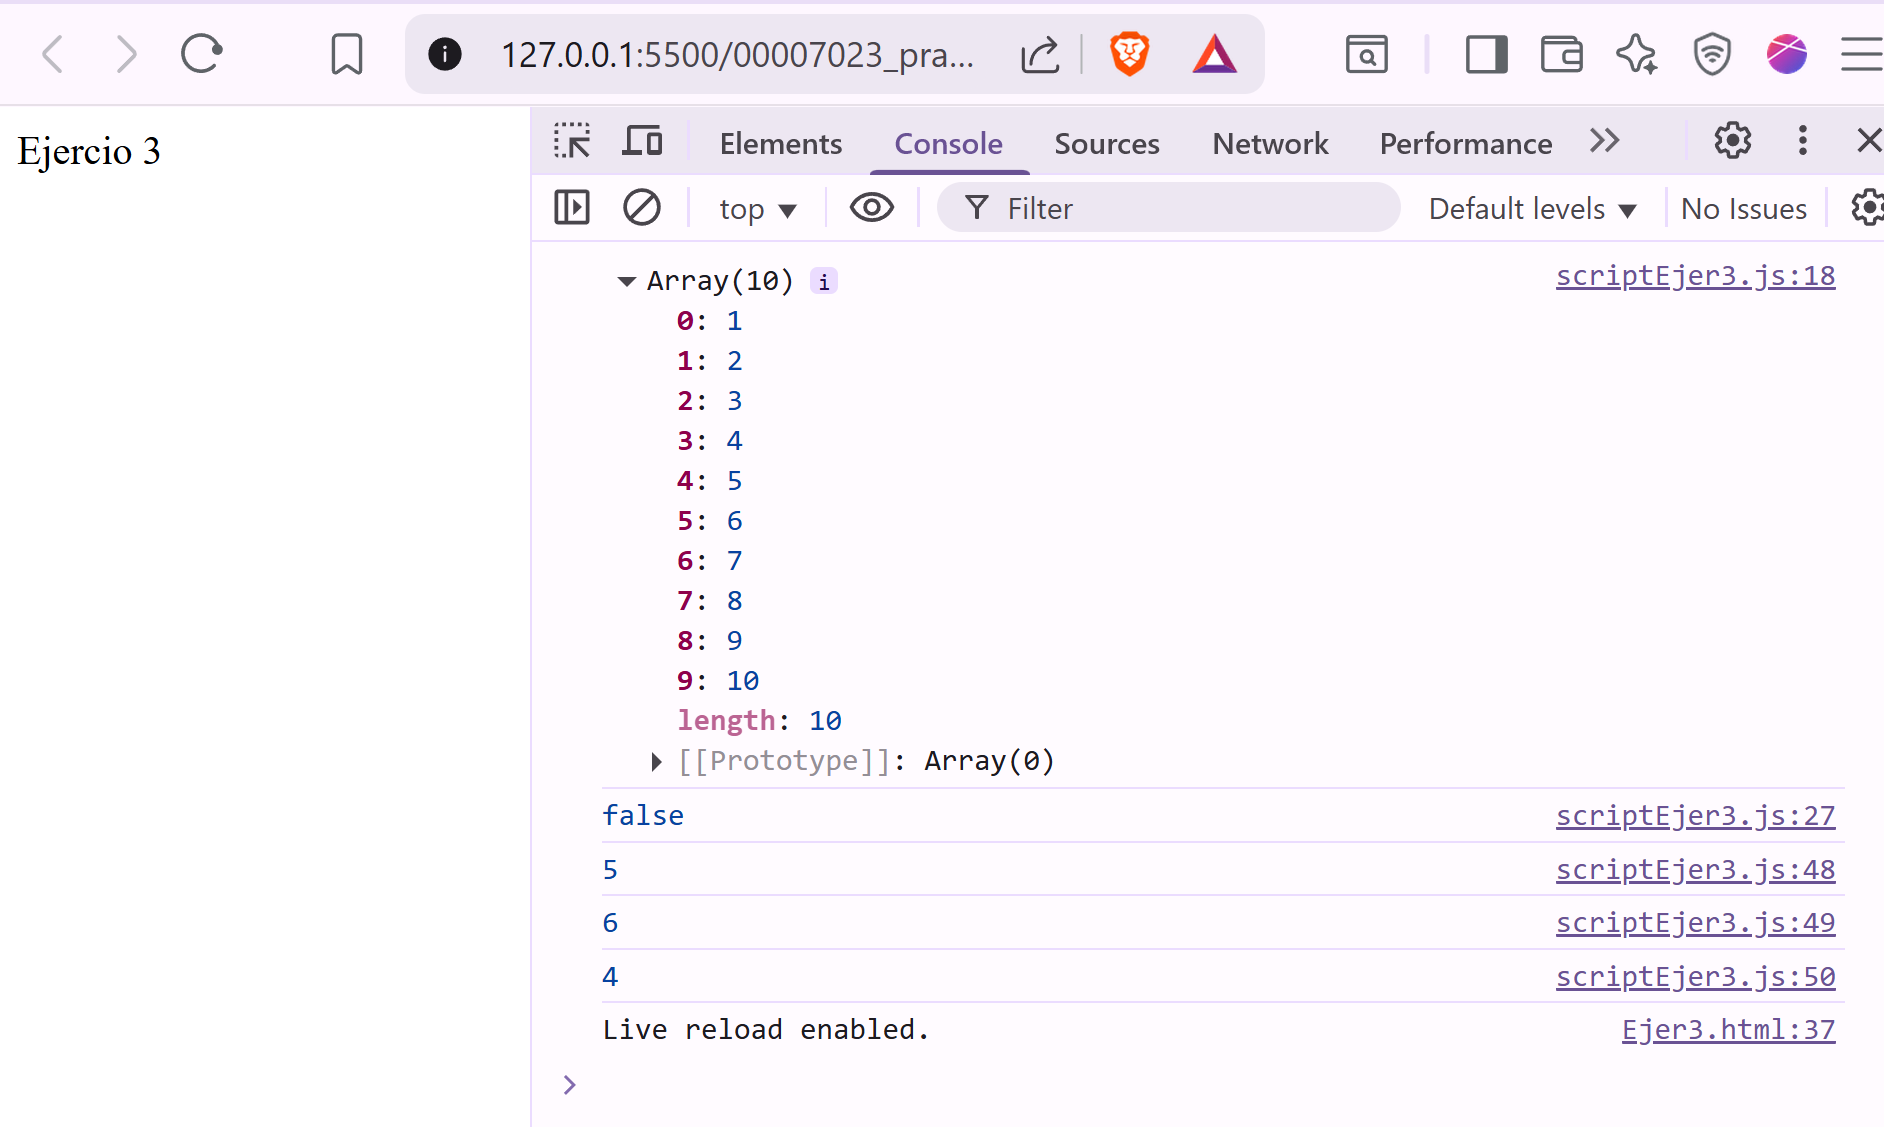 127.0.0.1:5500/00007023_pra...
Ejercio 3
Elements Console Sources Network Performance
top Filter Default levels No Issues
Array(10) i scriptEjer3.js:18
0: 1
1: 2
2: 3
3: 4
4: 5
5: 6
6: 7
7: 8
8: 9
9: 10
length: 10
[[Prototype]]: Array(0)
false scriptEjer3.js:27
5 scriptEjer3.js:48
6 scriptEjer3.js:49
4 scriptEjer3.js:50
Live reload enabled. Ejer3.html:37